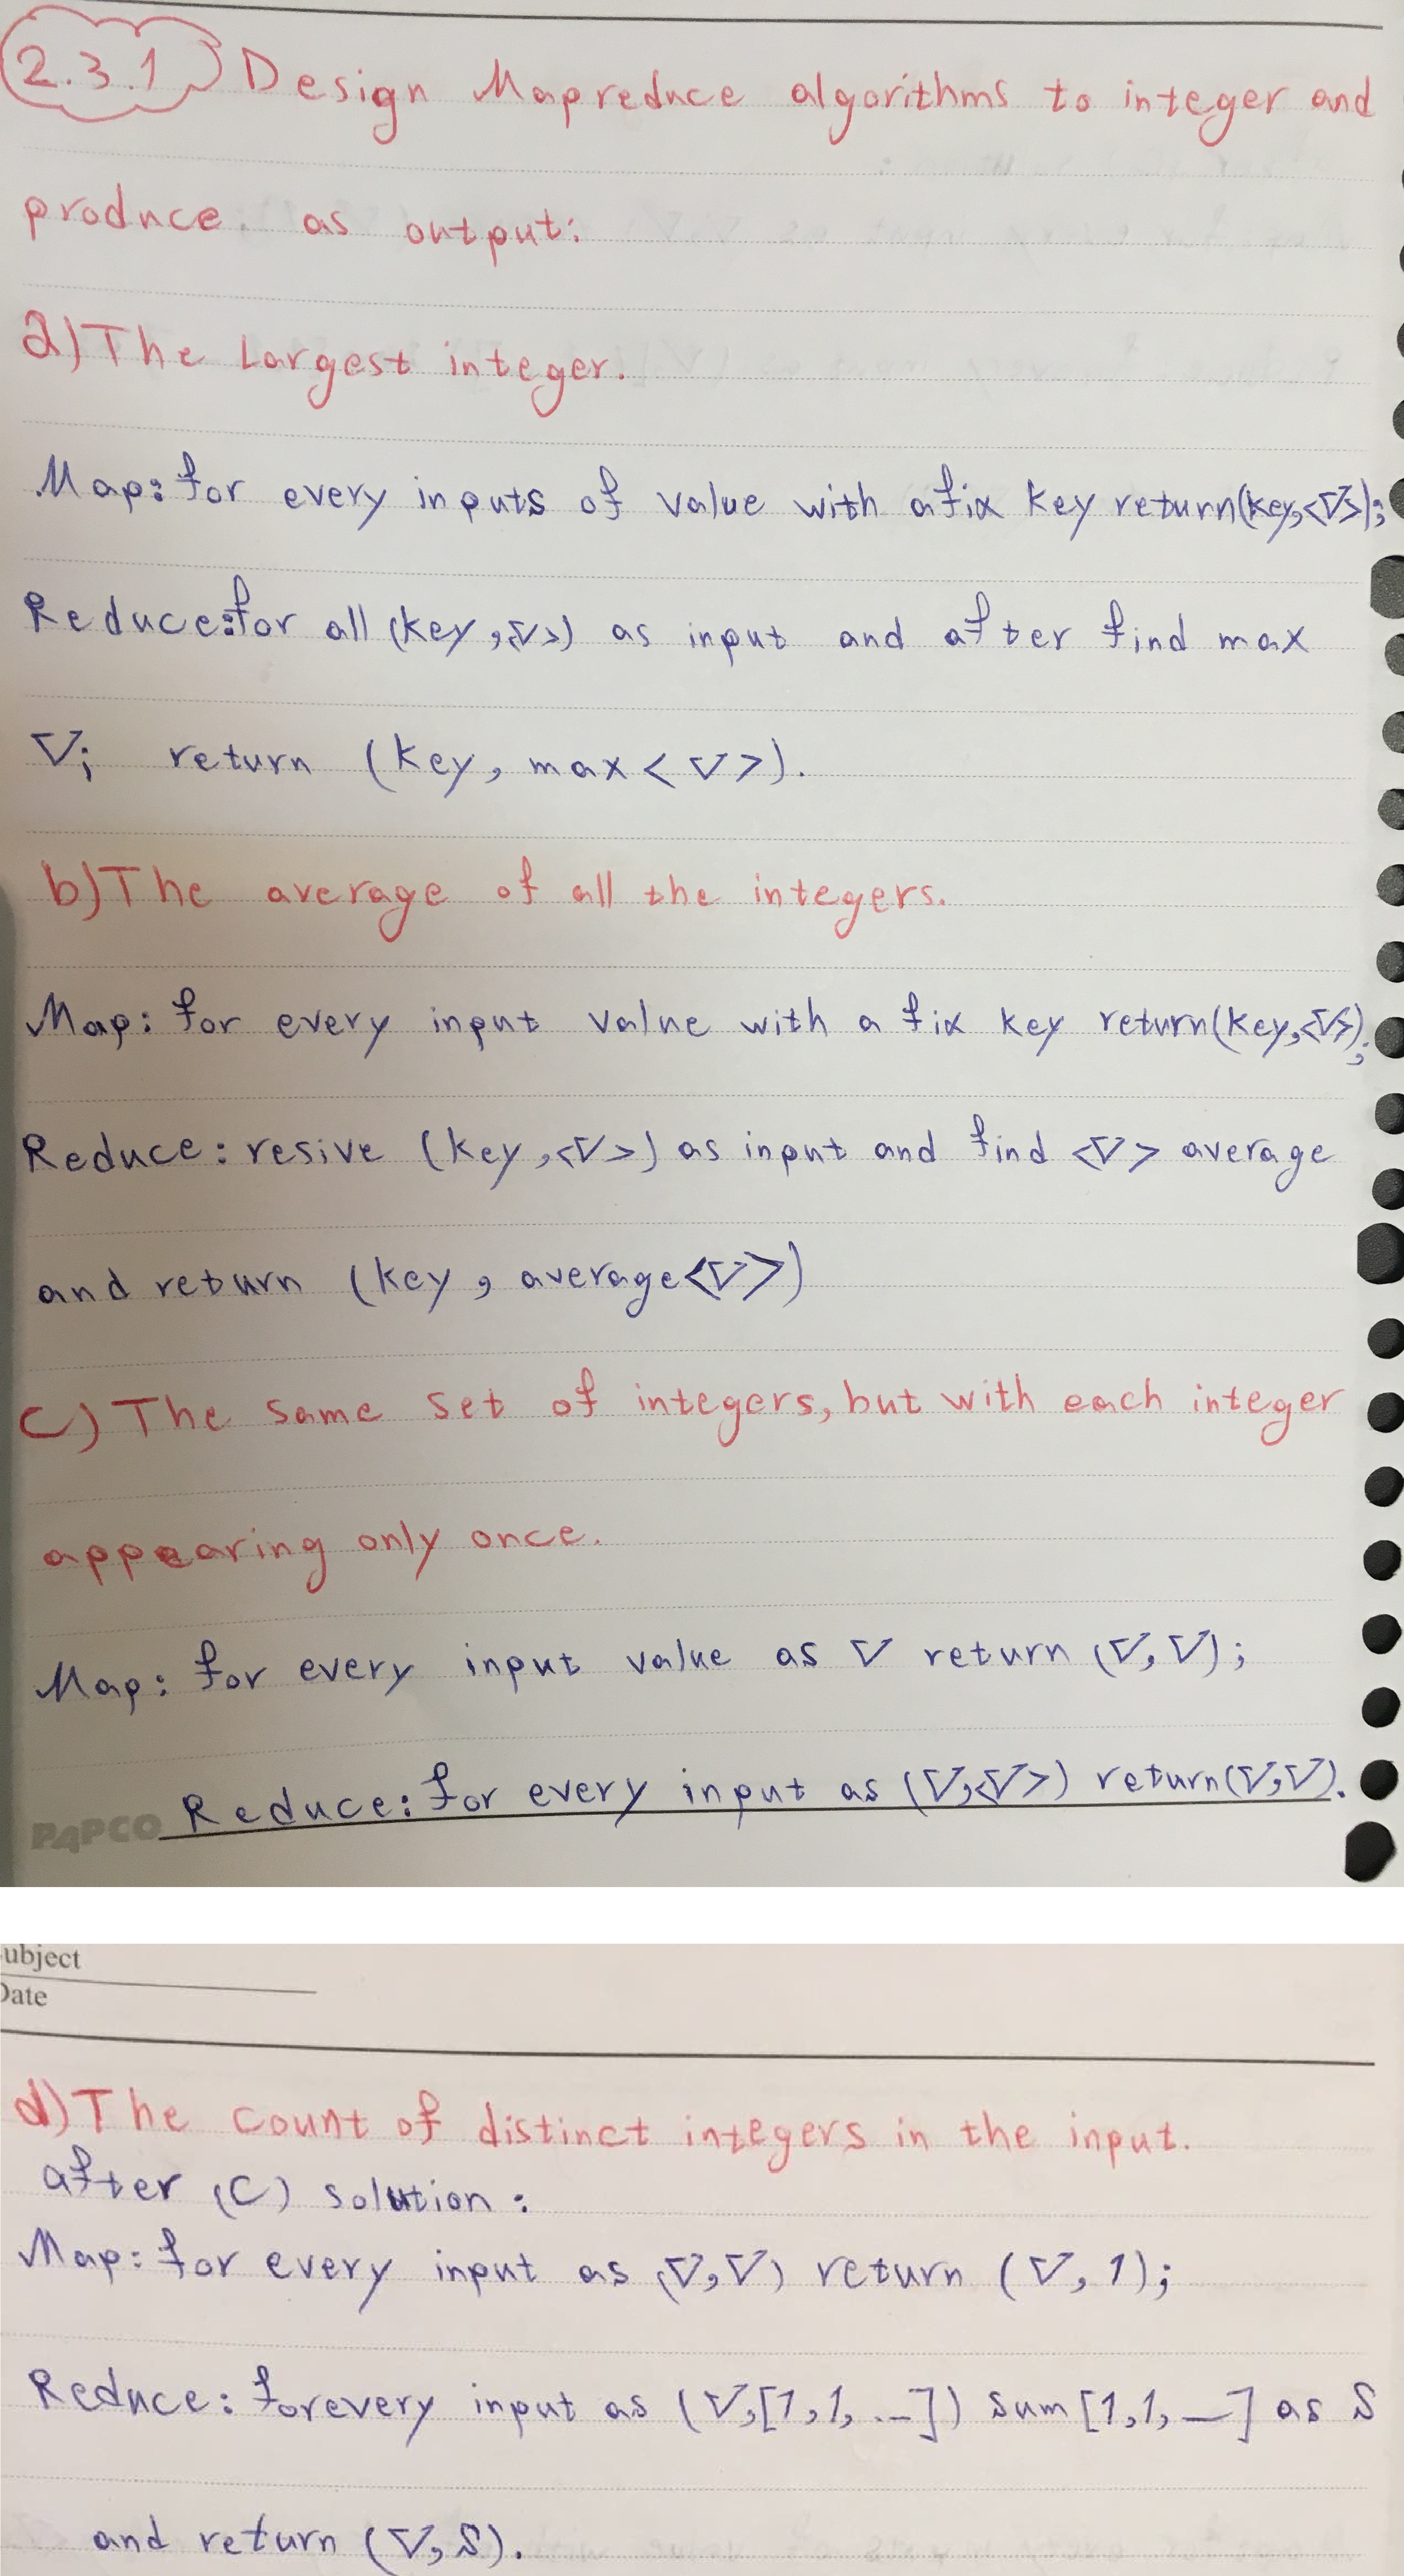 2.3.1 Design Mapreduce algorithms to integer and
produce as output:
a) The Largest integer.
Map: for every inputs of value with a fix key return(key,<V>);
Reduce: for all (key,<V>) as input and after find max
V; return (key, max<V>).
b) The average of all the integers.
Map: for every input value with a fix key return(key,<V>);
Reduce: resive (key,<V>) as input and find <V> average
and return (key, average<V>)
C) The same set of integers, but with each integer
appearing only once.
Map: for every input value as V return (V,V);
Reduce: for every input as (V,<V>) return(V,V).
PAPCO
ubject
Date
d) The count of distinct integers in the input.
after (C) solution:
Map: for every input as (V,V) return (V,1);
Reduce: for every input as (V,[1,1,...]) sum[1,1,...] as S
and return (V,S).